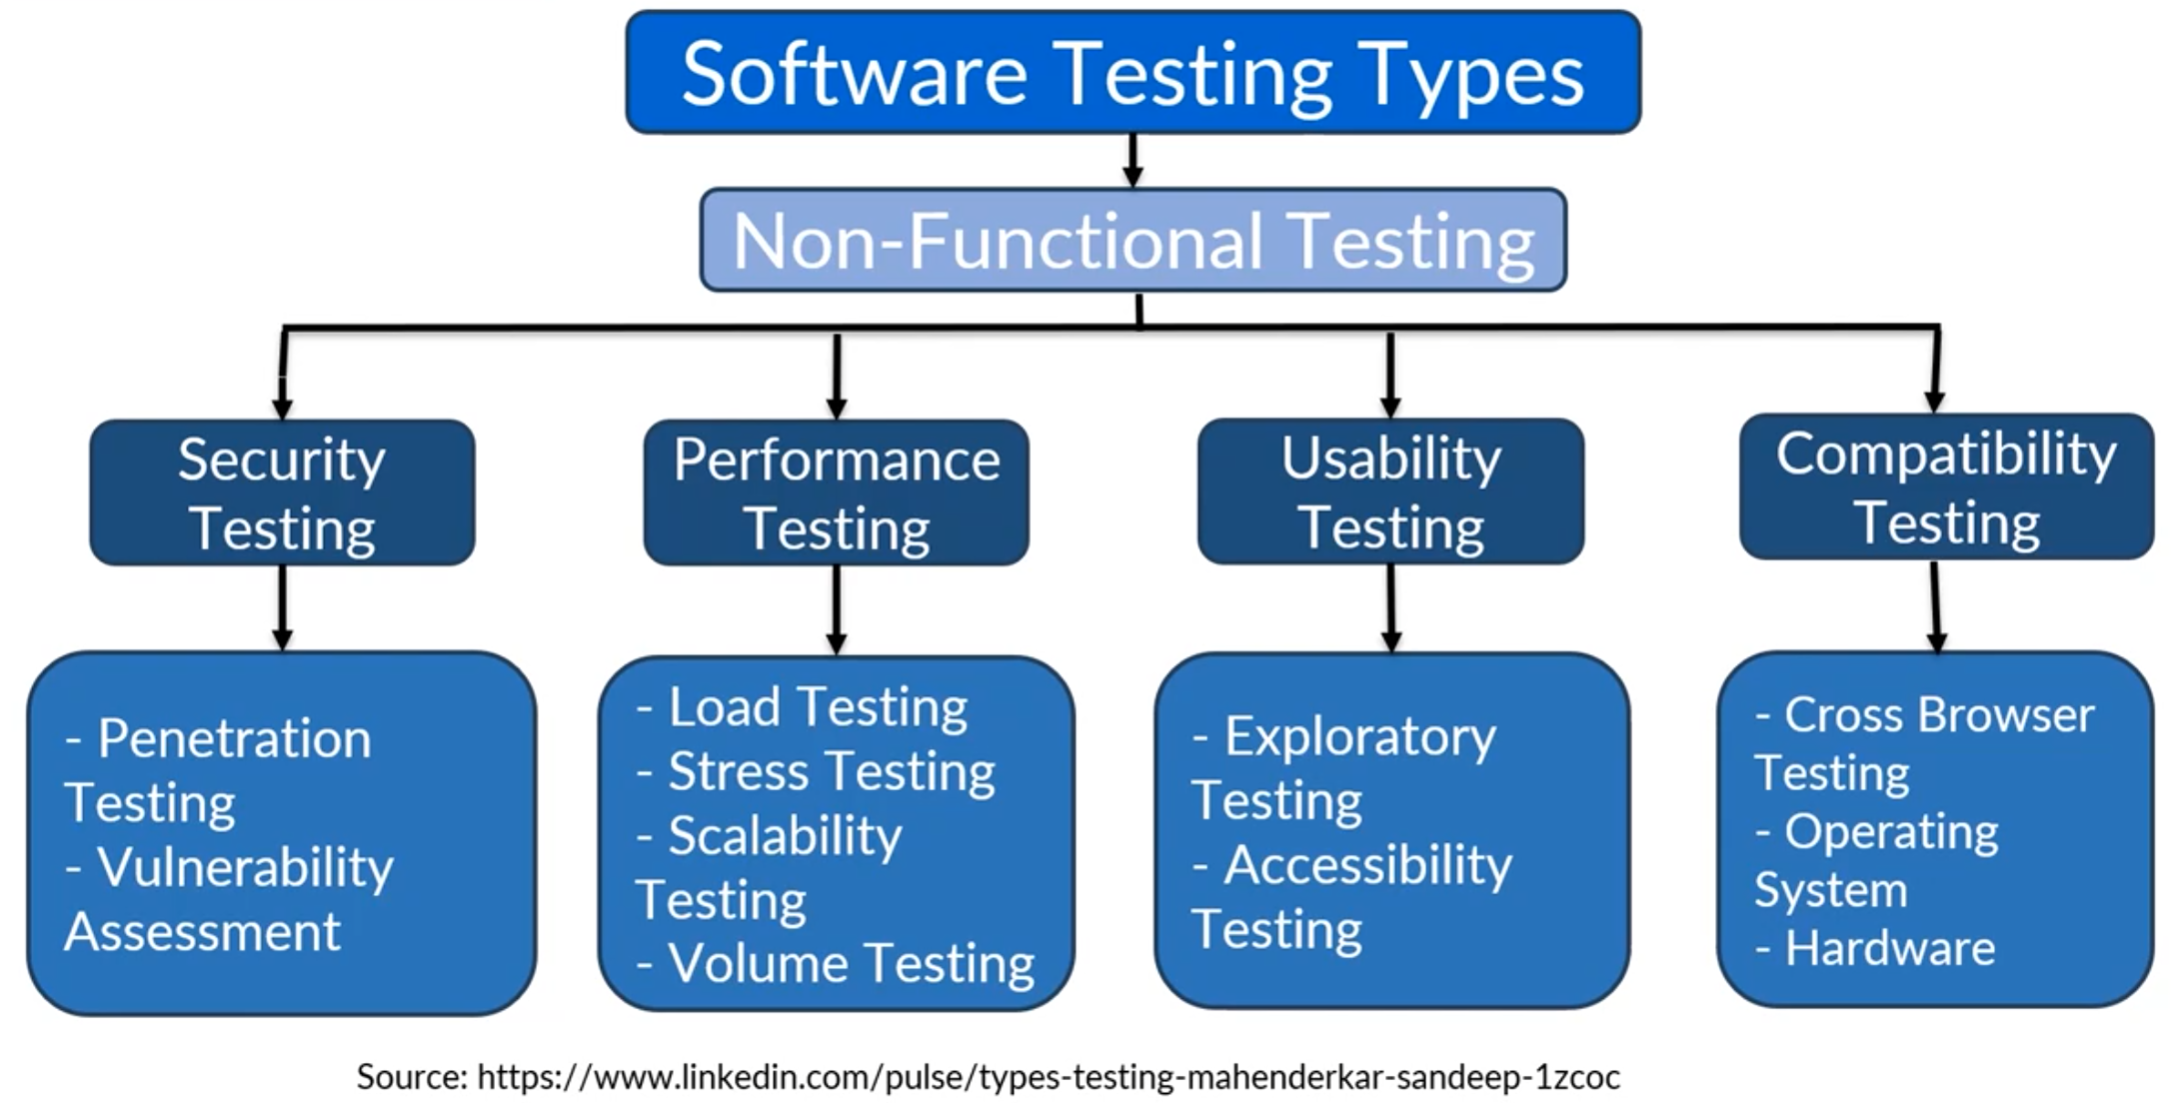 Software Testing Types
Non-Functional Testing
Security
Testing
Performance
Testing
Usability
Testing
Compatibility
Testing
- Penetration
Testing
- Vulnerability
Assessment
- Load Testing
- Stress Testing
- Scalability
Testing
- Volume Testing
- Exploratory
Testing
- Accessibility
Testing
- Cross Browser
Testing
- Operating
System
- Hardware
Source: https://www.linkedin.com/pulse/types-testing-mahenderkar-sandeep-1zcoc